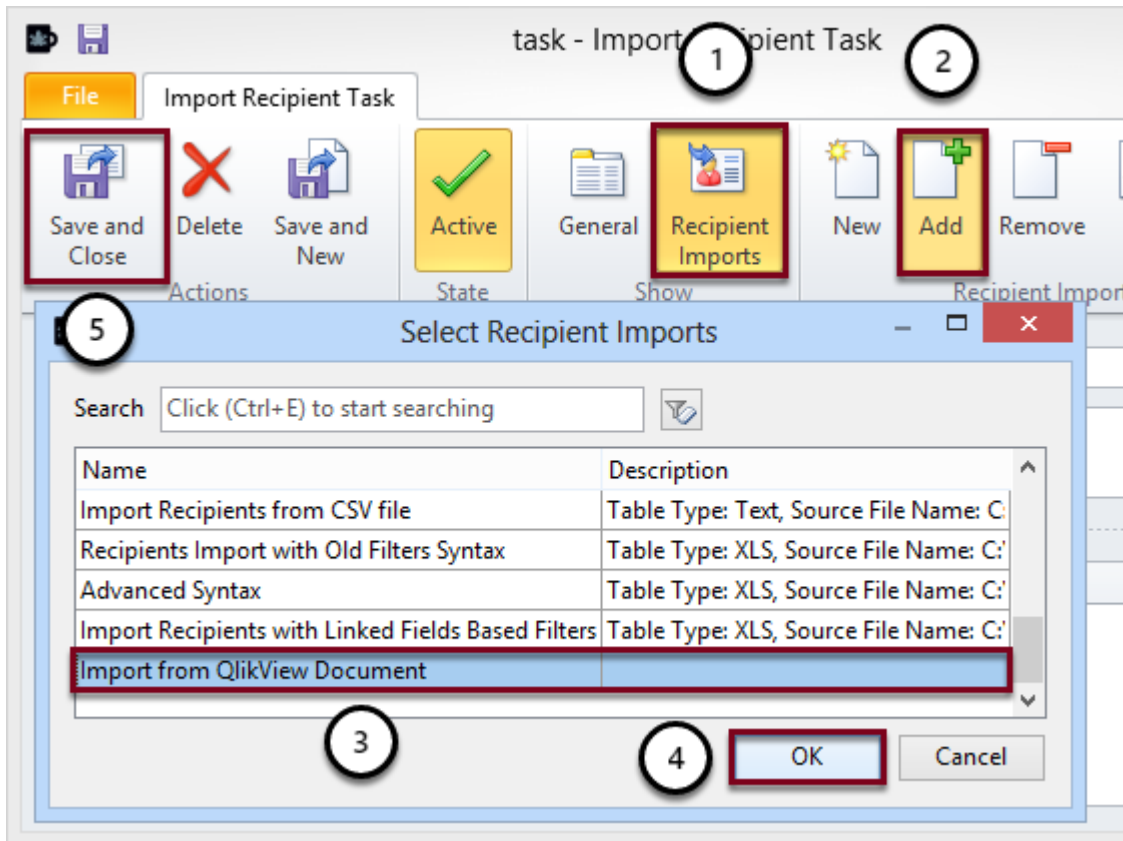 task - Import Recipient Task
1
2
File
Import Recipient Task
Save and
Close
Delete
Save and
New
Active
General
Recipient
Imports
New
Add
Remove
Actions
State
Show
Recipient Import
5
Select Recipient Imports
Search
Click (Ctrl+E) to start searching
Name
Description
Import Recipients from CSV file
Table Type: Text, Source File Name: C:
Recipients Import with Old Filters Syntax
Table Type: XLS, Source File Name: C:\
Advanced Syntax
Table Type: XLS, Source File Name: C:\
Import Recipients with Linked Fields Based Filters
Table Type: XLS, Source File Name: C:\
Import from QlikView Document
3
4
OK
Cancel